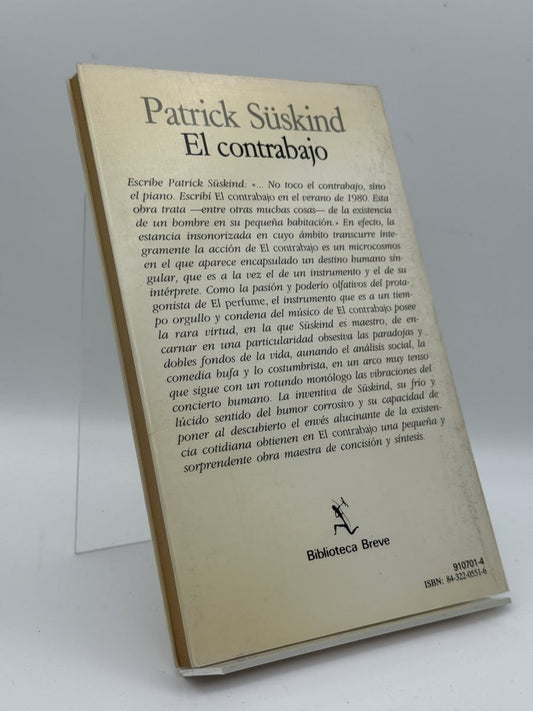 Patrick Süskind
El contrabajo
Escribe Patrick Süskind: «... No toco el contrabajo, sino
el piano. Escribí El contrabajo en el verano de 1980. Esta
obra trata —entre otras muchas cosas— de la existencia
de un hombre en su pequeña habitación.» En efecto, la
estancia insonorizada en cuyo ámbito transcurre ínte-
gramente la acción de El contrabajo es un microcosmos
en el que aparece encapsulado un destino humano sin-
gular, que es a la vez el de un instrumento y el de su
intérprete. Como la pasión y poderío olfativos del prota-
gonista de El perfume, el instrumento que es a un tiem-
po orgullo y condena del músico de El contrabajo posee
la rara virtud, en la que Süskind es maestro, de en-
carnar en una particularidad obsesiva las paradojas y
dobles fondos de la vida, aunando el análisis social, la
comedia bufa y lo costumbrista, en un arco muy tenso
que sigue con un rotundo monólogo las vibraciones del
concierto humano. La inventiva de Süskind, su frío y
lúcido sentido del humor corrosivo y su capacidad de
poner al descubierto el envés alucinante de la existen-
cia cotidiana obtienen en El contrabajo una pequeña y
sorprendente obra maestra de concisión y síntesis.
Biblioteca Breve
910701-4
ISBN: 84-322-0551-6